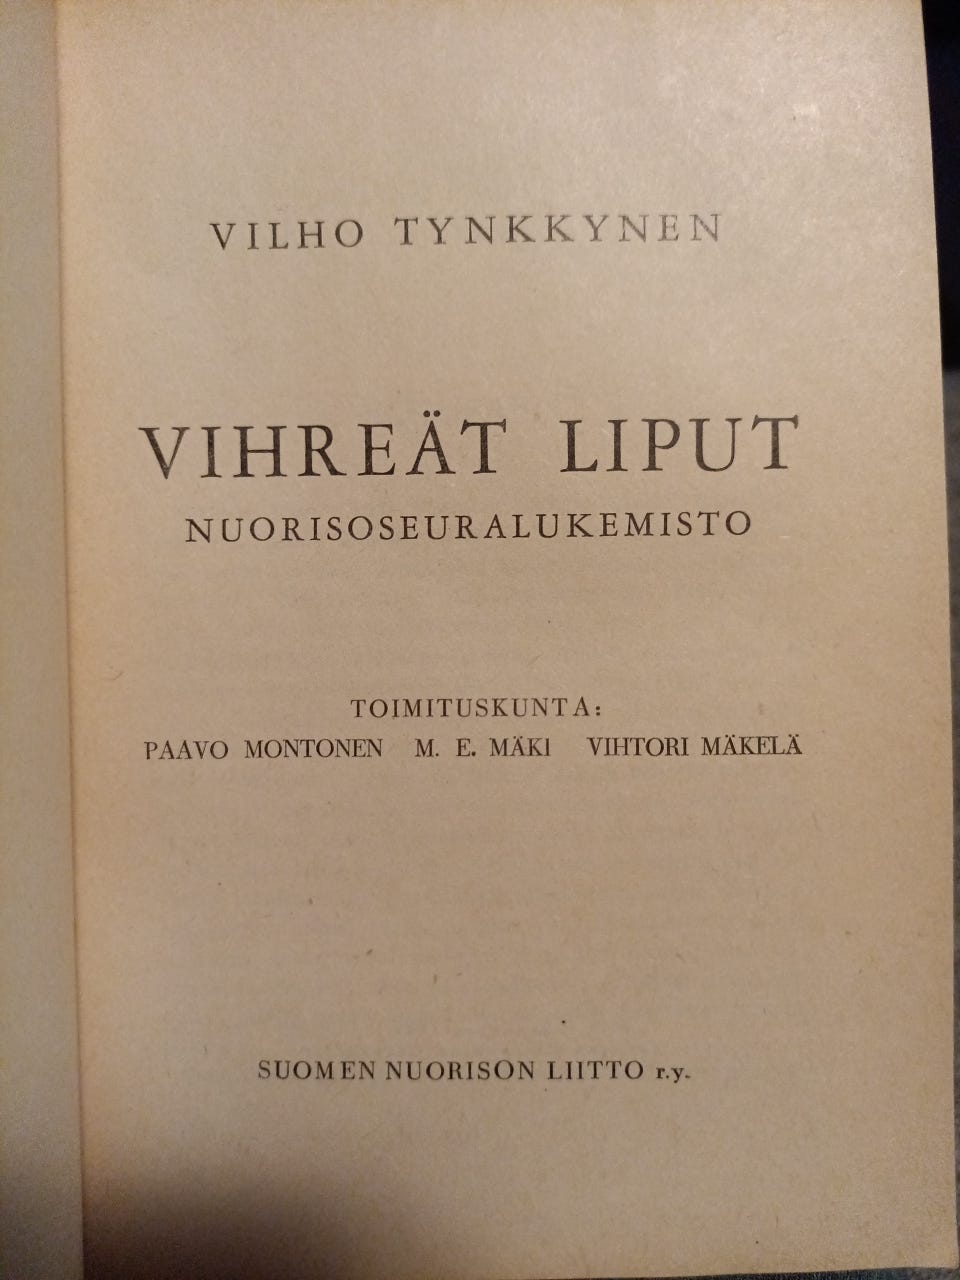 VILHO TYNKKYNEN
VIHREÄT LIPUT
NUORISOSEURALUKEMISTO
TOIMITUSKUNTA:
PAAVO MONTONEN M. E. MÄKI VIHTORI MÄKELÄ
SUOMEN NUORISON LIITTO r.y.